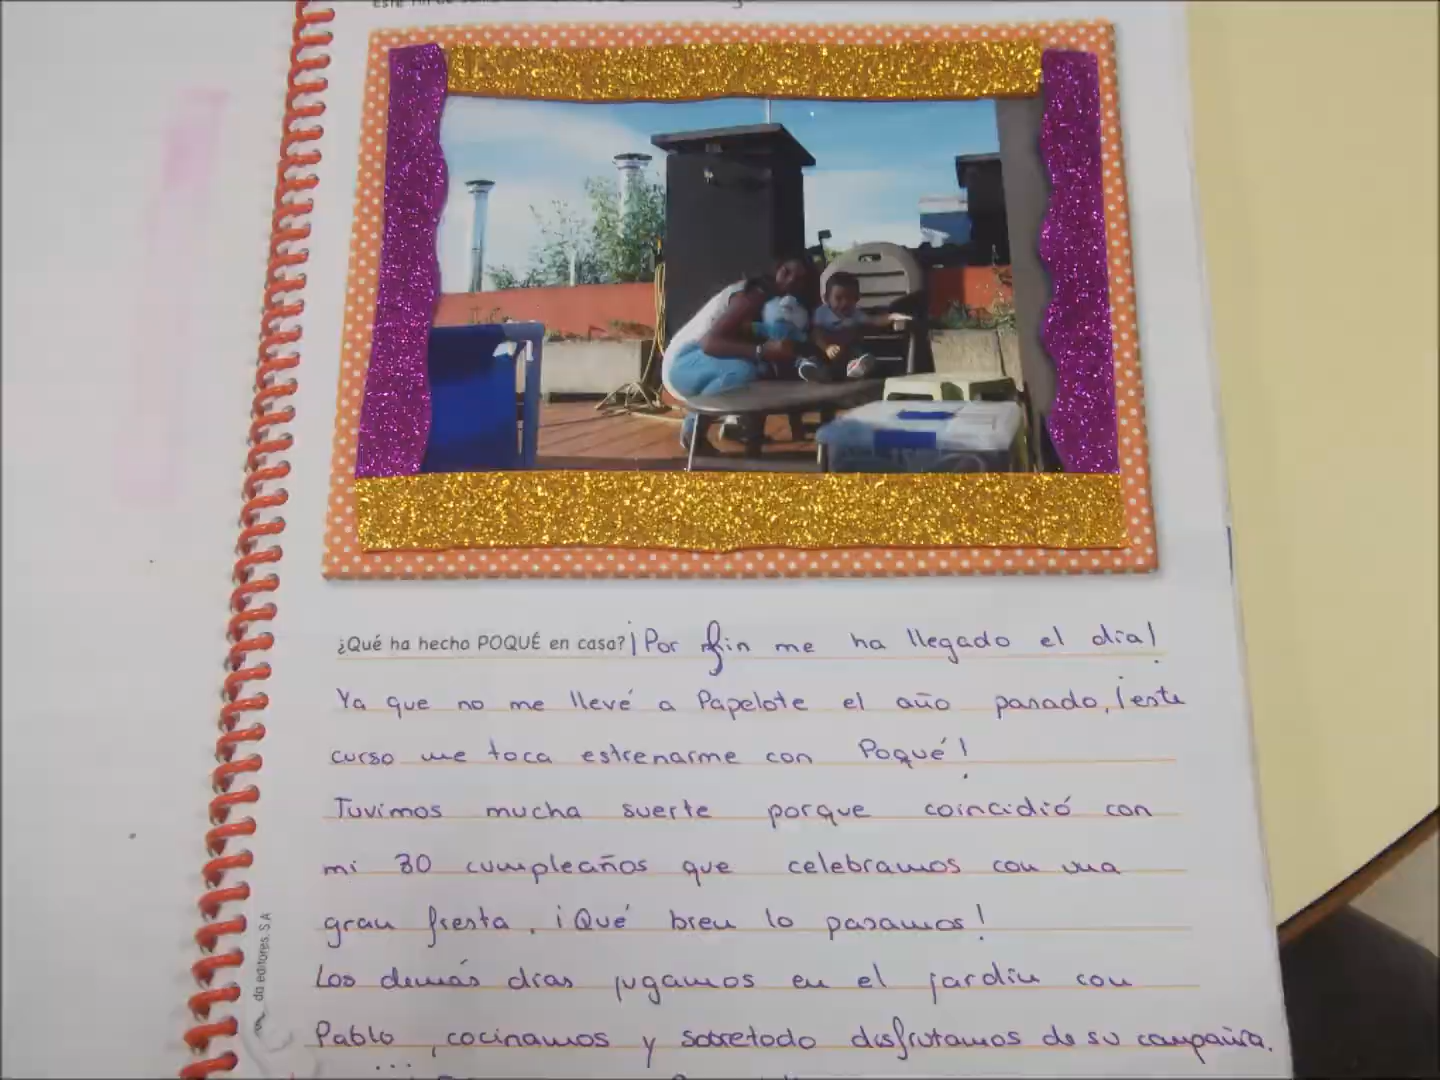 ¿Qué ha hecho POQUÉ en casa? ¡Por fin me ha llegado el día!
Ya que no me llevé a Papelote el año pasado, ¡este
curso me toca estrenarme con Poqué!
Tuvimos mucha suerte porque coincidió con
mi 30 cumpleaños que celebramos con una
gran fiesta. ¡Qué bien lo pasamos!
Los demás días jugamos en el jardín con
Pablo, cocinamos y sobretodo disfrutamos de su compañía.
da editores, S.A